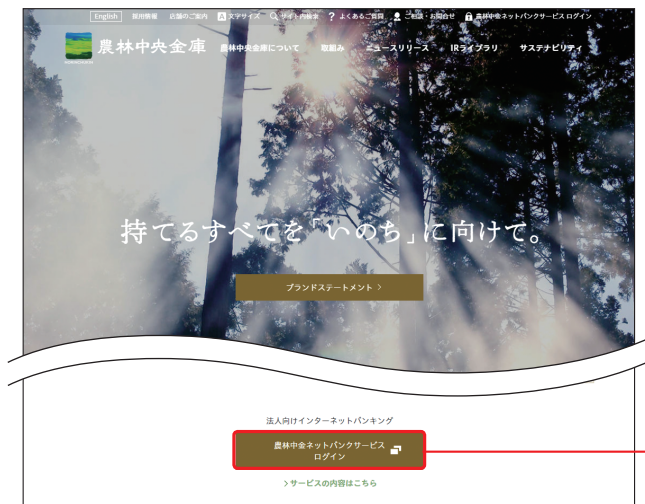 English 採用情報 店舗のご案内 A 文字サイズ サイト内検索 ? よくあるご質問 ご相談・お問合せ 農林中金ネットバンクサービス ログイン
農林中央金庫 農林中央金庫について 取組み ニュースリリース IRライブラリ サステナビリティ
持てるすべてを「いのち」に向けて。
ブランドステートメント >
法人向けインターネットバンキング
農林中金ネットバンクサービス
ログイン
>サービスの内容はこちら